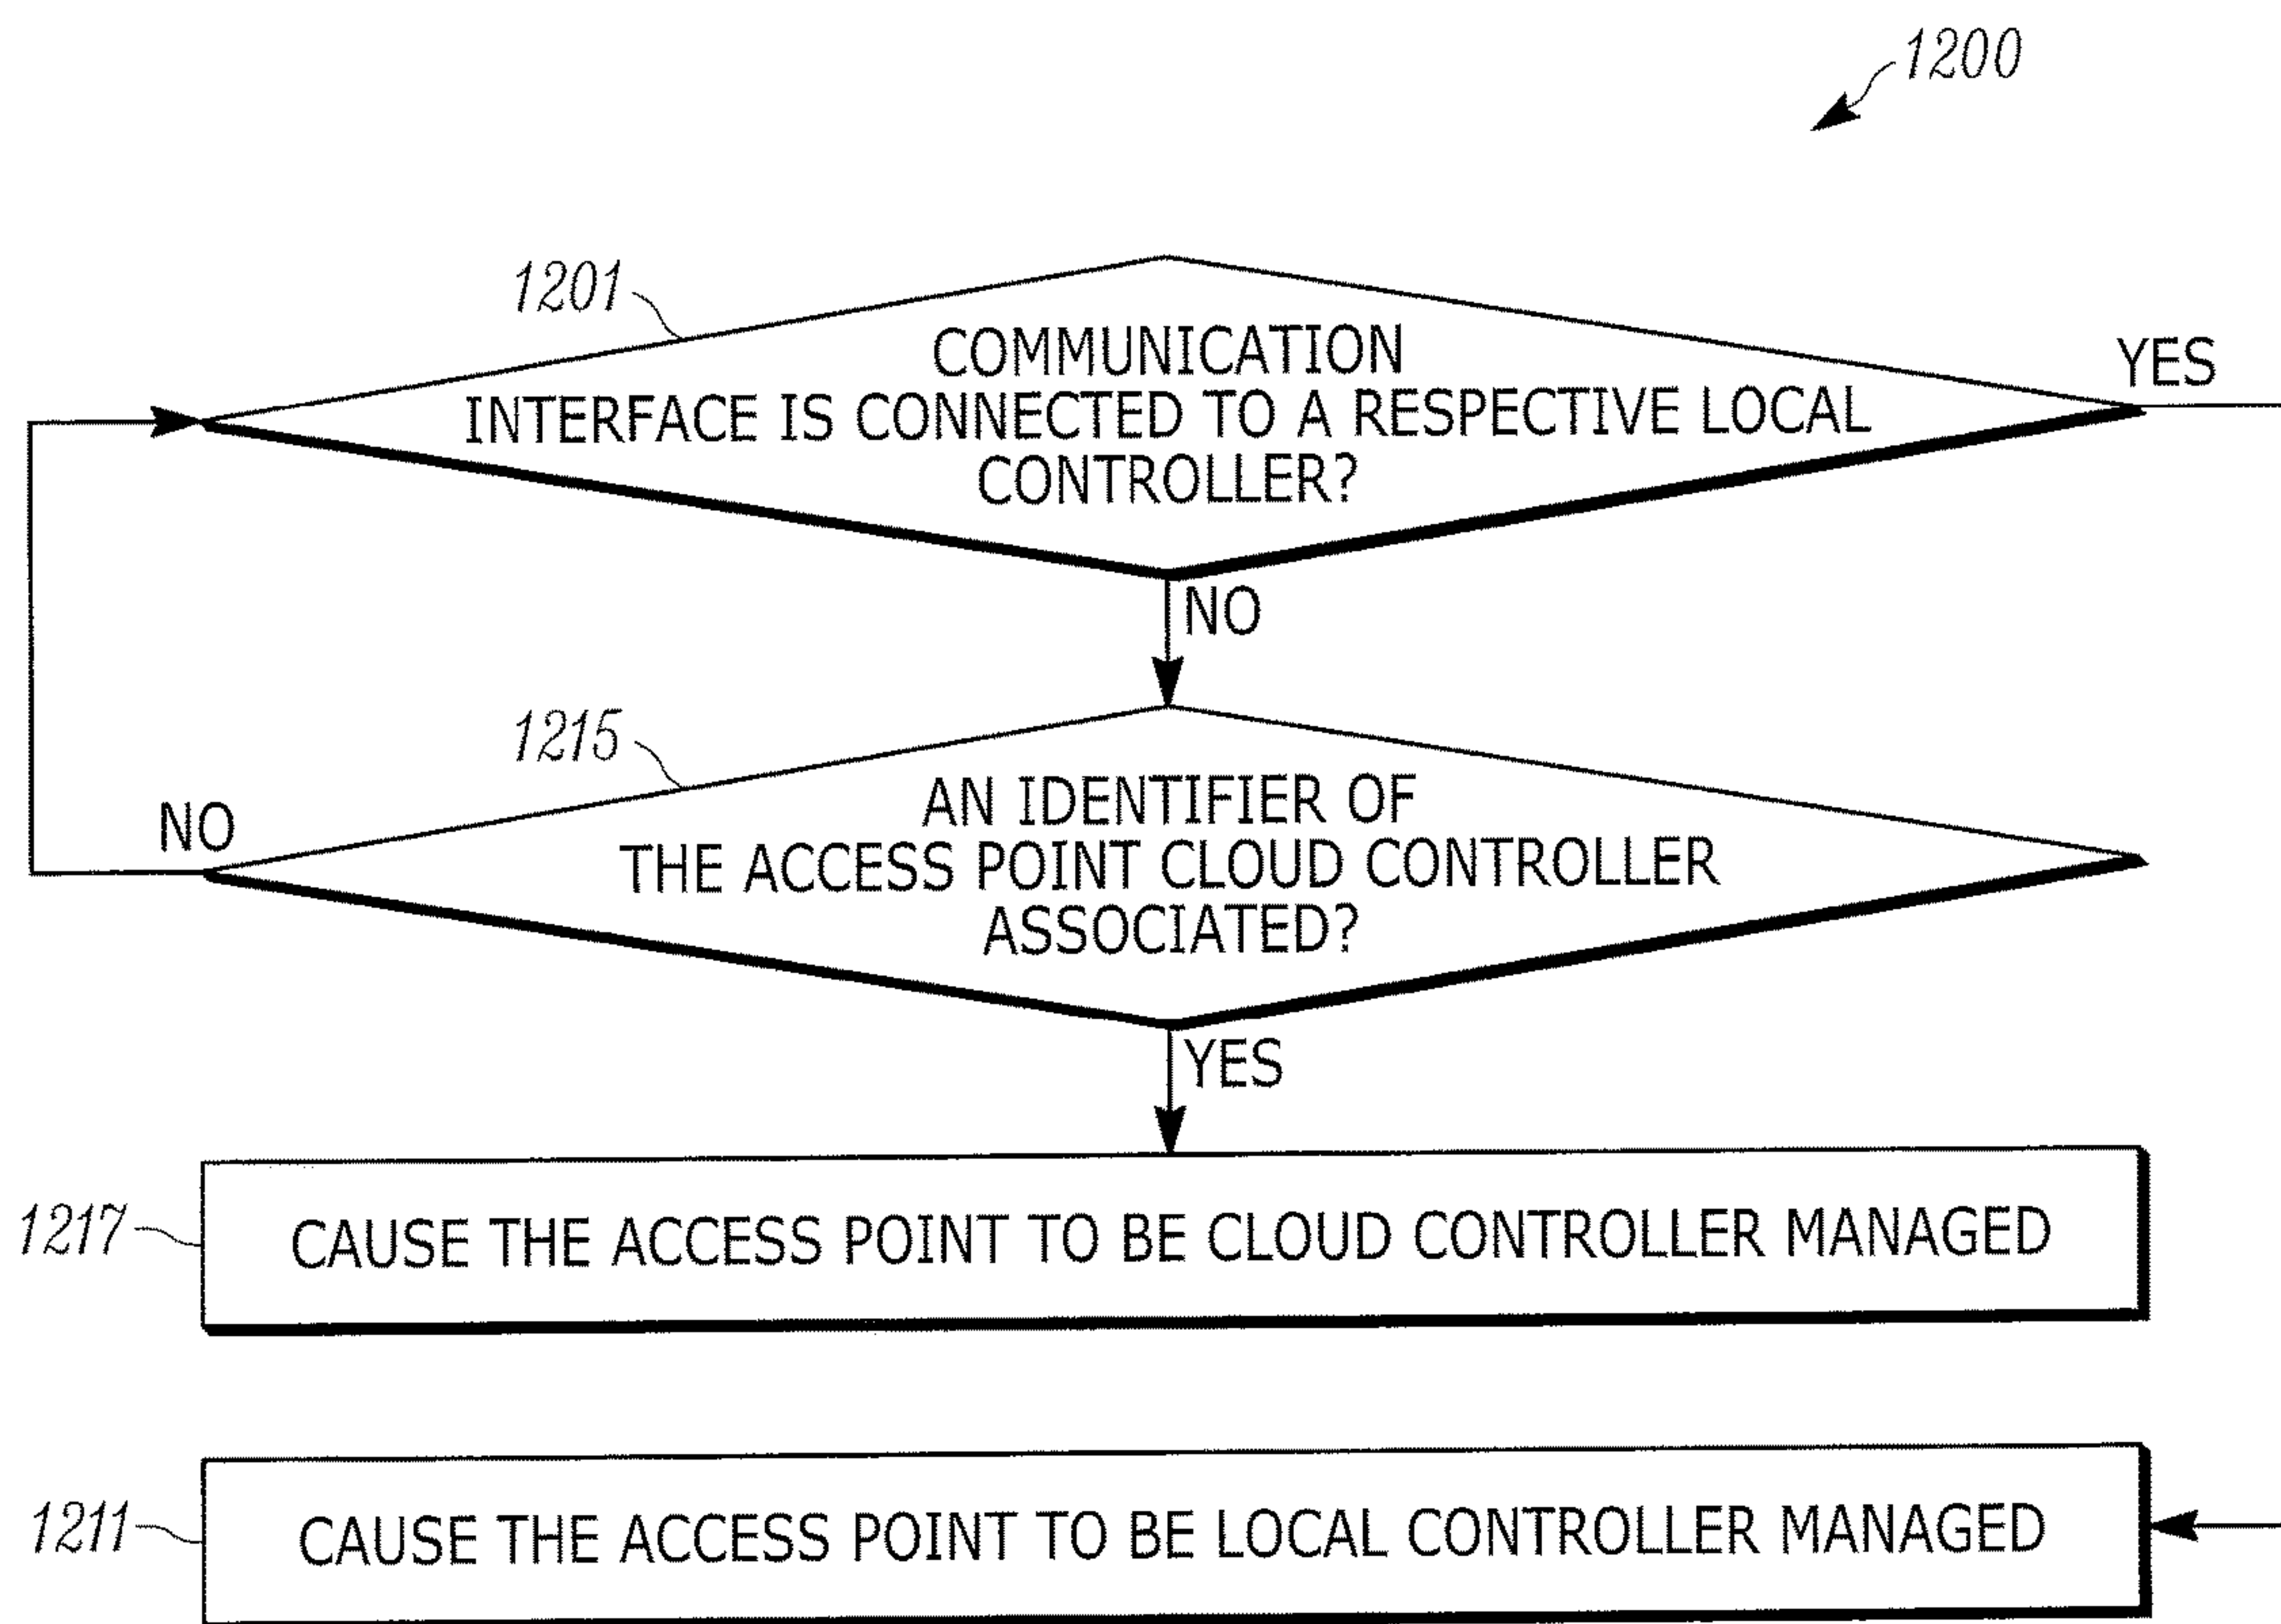 1200
1201
COMMUNICATION
INTERFACE IS CONNECTED TO A RESPECTIVE LOCAL
CONTROLLER?
YES
NO
1215
AN IDENTIFIER OF
THE ACCESS POINT CLOUD CONTROLLER
ASSOCIATED?
NO
YES
1217
CAUSE THE ACCESS POINT TO BE CLOUD CONTROLLER MANAGED
1211
CAUSE THE ACCESS POINT TO BE LOCAL CONTROLLER MANAGED